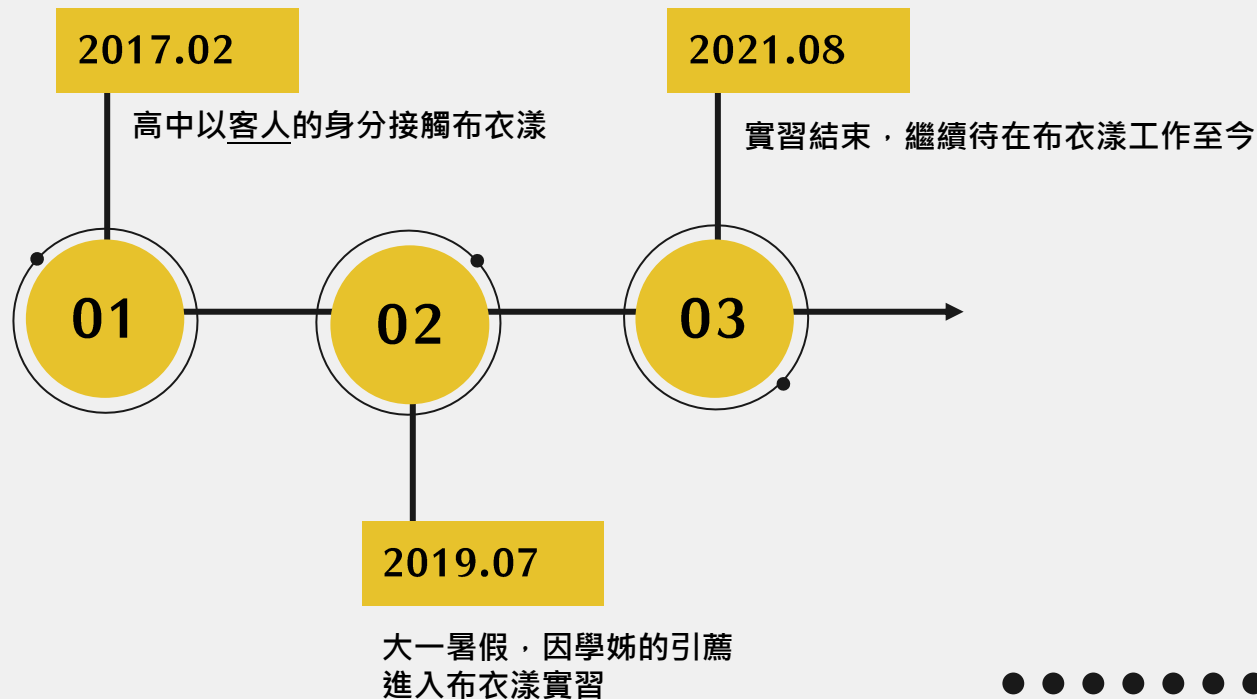 2017.02
高中以客人的身分接觸布衣漾
2021.08
實習結束，繼續待在布衣漾工作至今
01
02
03
2019.07
大一暑假，因學姊的引薦
進入布衣漾實習